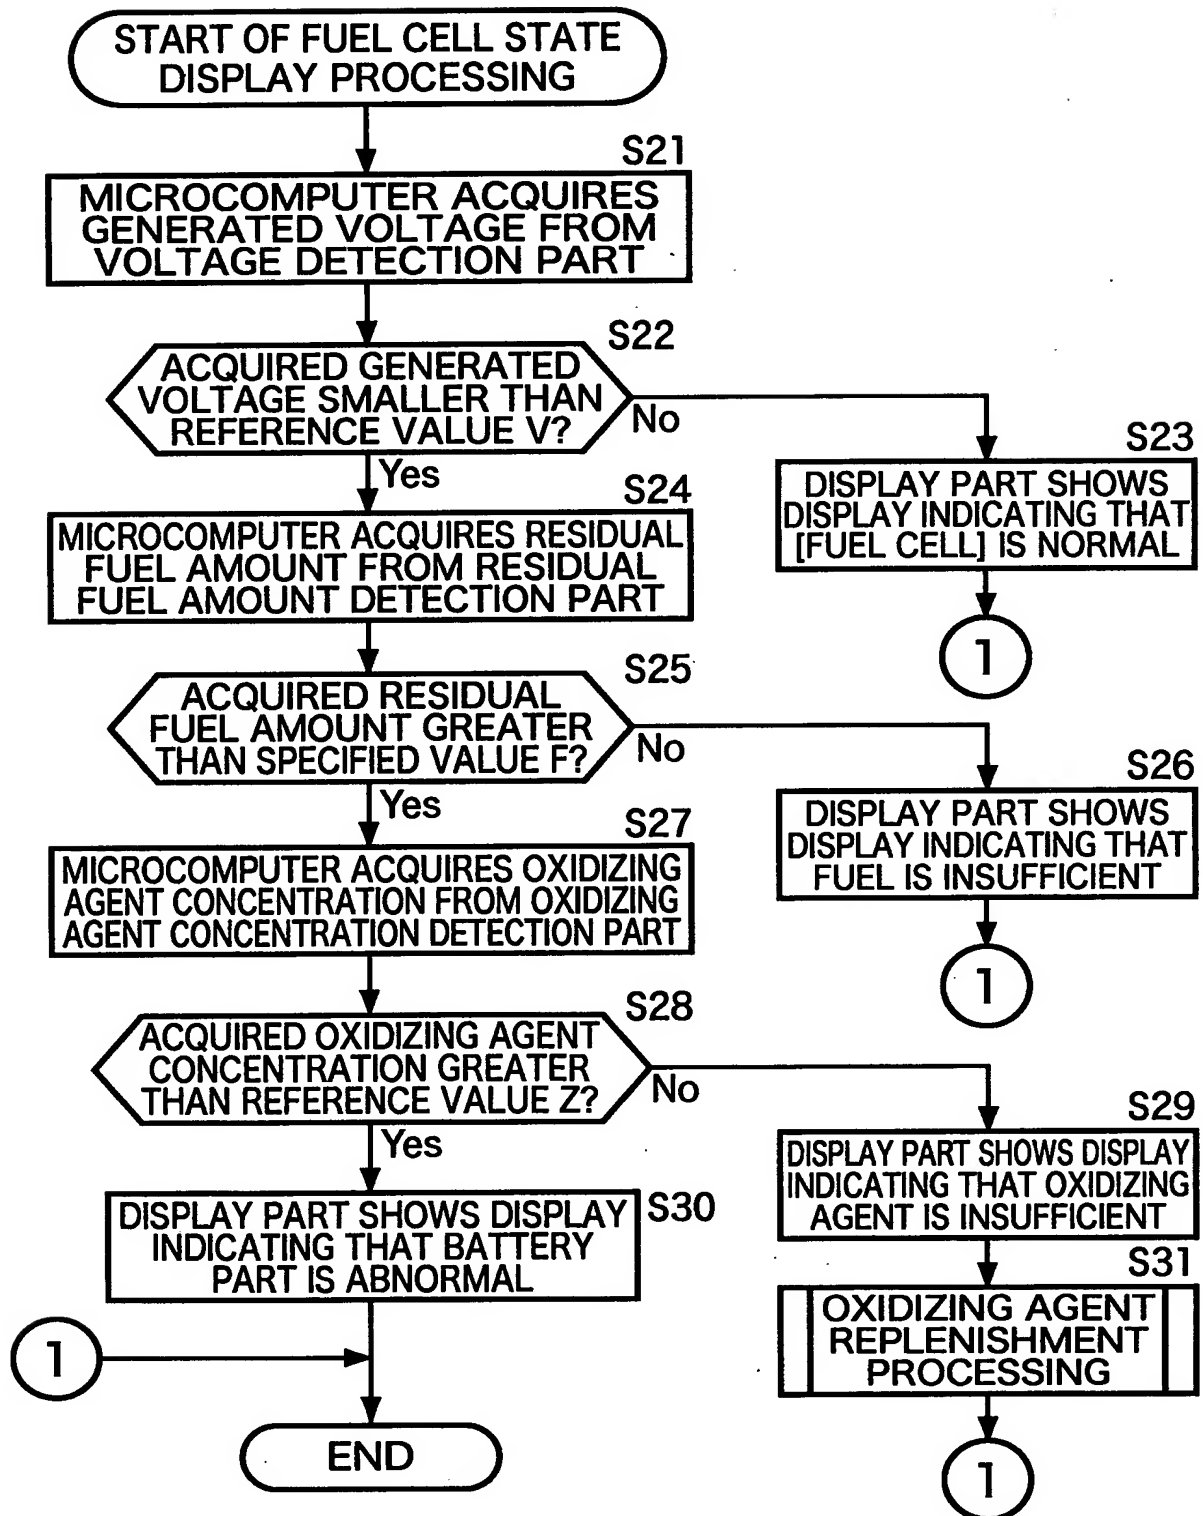 START OF FUEL CELL STATE
DISPLAY PROCESSING
S21
MICROCOMPUTER ACQUIRES
GENERATED VOLTAGE FROM
VOLTAGE DETECTION PART
S22
ACQUIRED GENERATED
VOLTAGE SMALLER THAN
REFERENCE VALUE V?
No
Yes
S23
DISPLAY PART SHOWS
DISPLAY INDICATING THAT
[FUEL CELL] IS NORMAL
1
S24
MICROCOMPUTER ACQUIRES RESIDUAL
FUEL AMOUNT FROM RESIDUAL
FUEL AMOUNT DETECTION PART
S25
ACQUIRED RESIDUAL
FUEL AMOUNT GREATER
THAN SPECIFIED VALUE F?
No
Yes
S26
DISPLAY PART SHOWS
DISPLAY INDICATING THAT
FUEL IS INSUFFICIENT
1
S27
MICROCOMPUTER ACQUIRES OXIDIZING
AGENT CONCENTRATION FROM OXIDIZING
AGENT CONCENTRATION DETECTION PART
S28
ACQUIRED OXIDIZING AGENT
CONCENTRATION GREATER
THAN REFERENCE VALUE Z?
No
Yes
S29
DISPLAY PART SHOWS DISPLAY
INDICATING THAT OXIDIZING
AGENT IS INSUFFICIENT
S31
OXIDIZING AGENT
REPLENISHMENT
PROCESSING
1
S30
DISPLAY PART SHOWS DISPLAY
INDICATING THAT BATTERY
PART IS ABNORMAL
1
END